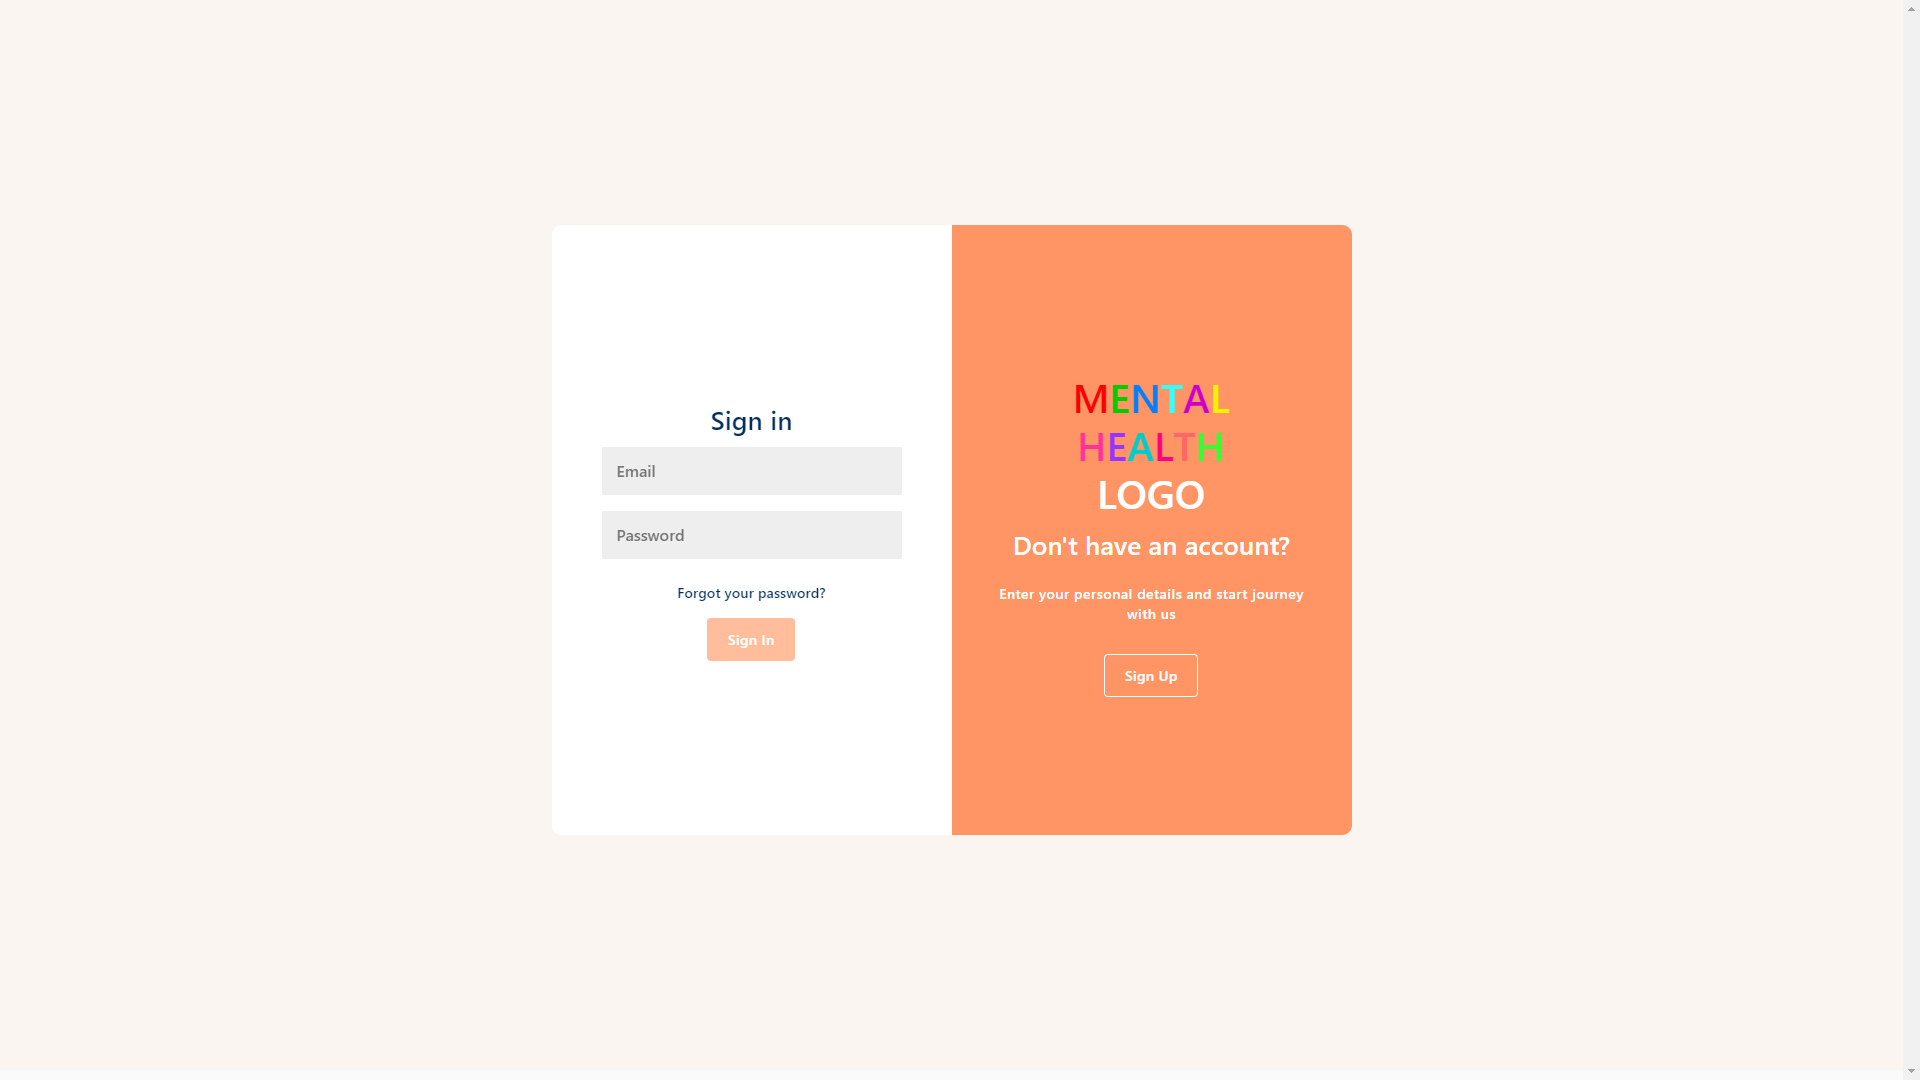 Sign in
Email
Password
Forgot your password?
Sign In
MENTAL
HEALTH
LOGO
Don't have an account?
Enter your personal details and start journey
with us
Sign Up